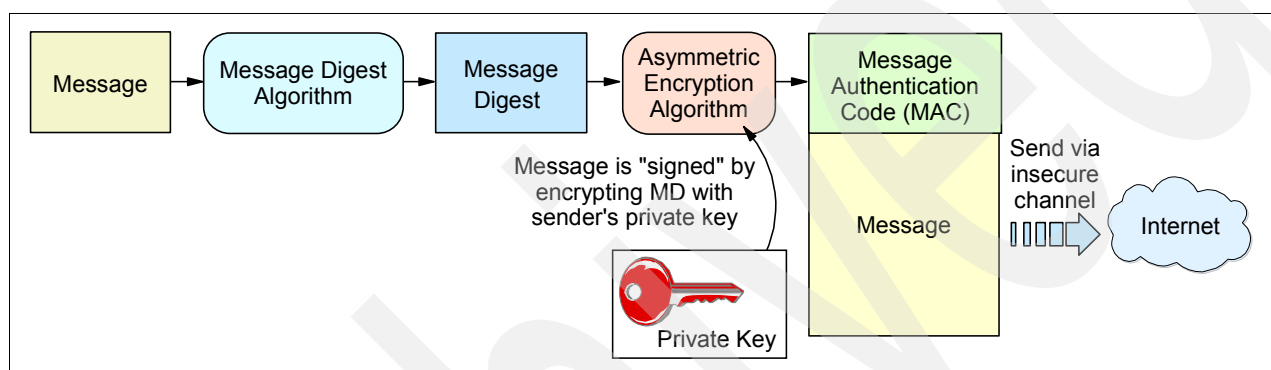 Message
Message Digest
Algorithm
Message
Digest
Asymmetric
Encryption
Algorithm
Message
Authentication
Code (MAC)
Message is "signed" by
encrypting MD with
sender's private key
Private Key
Message
Send via
insecure
channel
Internet